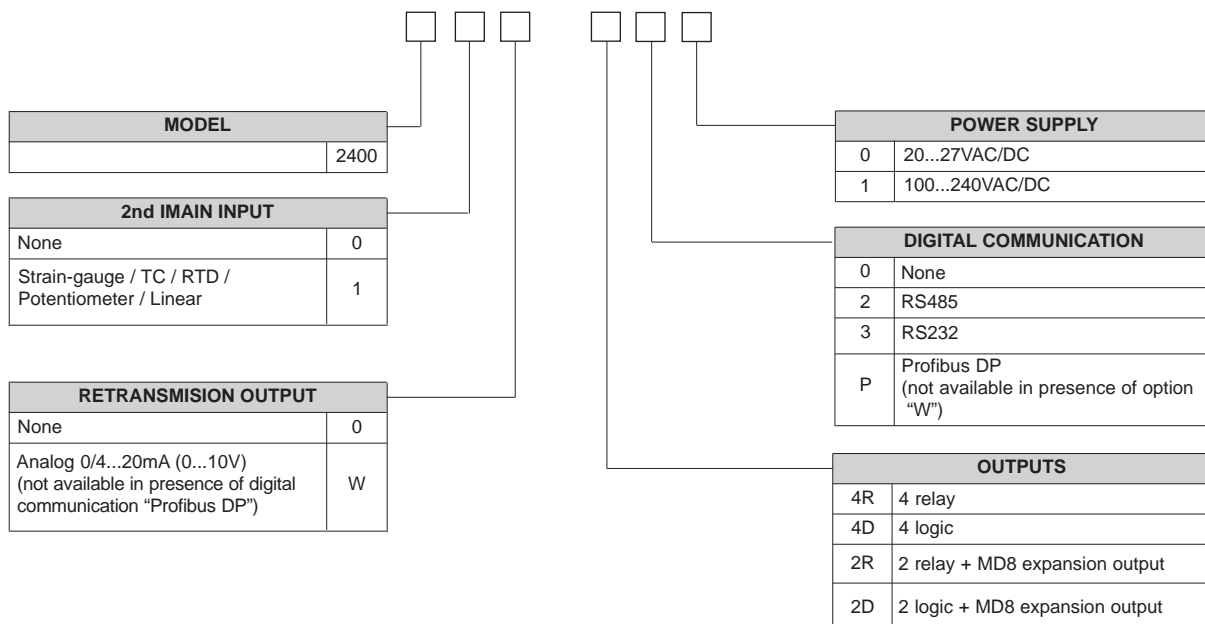 MODEL
2400
2nd IMAIN INPUT
None 0
Strain-gauge / TC / RTD /
Potentiometer / Linear
1
RETRANSMISION OUTPUT
None 0
Analog 0/4...20mA (0...10V)
(not available in presence of digital
communication “Profibus DP”)
W
POWER SUPPLY
0 20...27VAC/DC
1 100...240VAC/DC
DIGITAL COMMUNICATION
0 None
2 RS485
3 RS232
P
Profibus DP
(not available in presence of option
“W”)
OUTPUTS
4R 4 relay
4D 4 logic
2R 2 relay + MD8 expansion output
2D 2 logic + MD8 expansion output